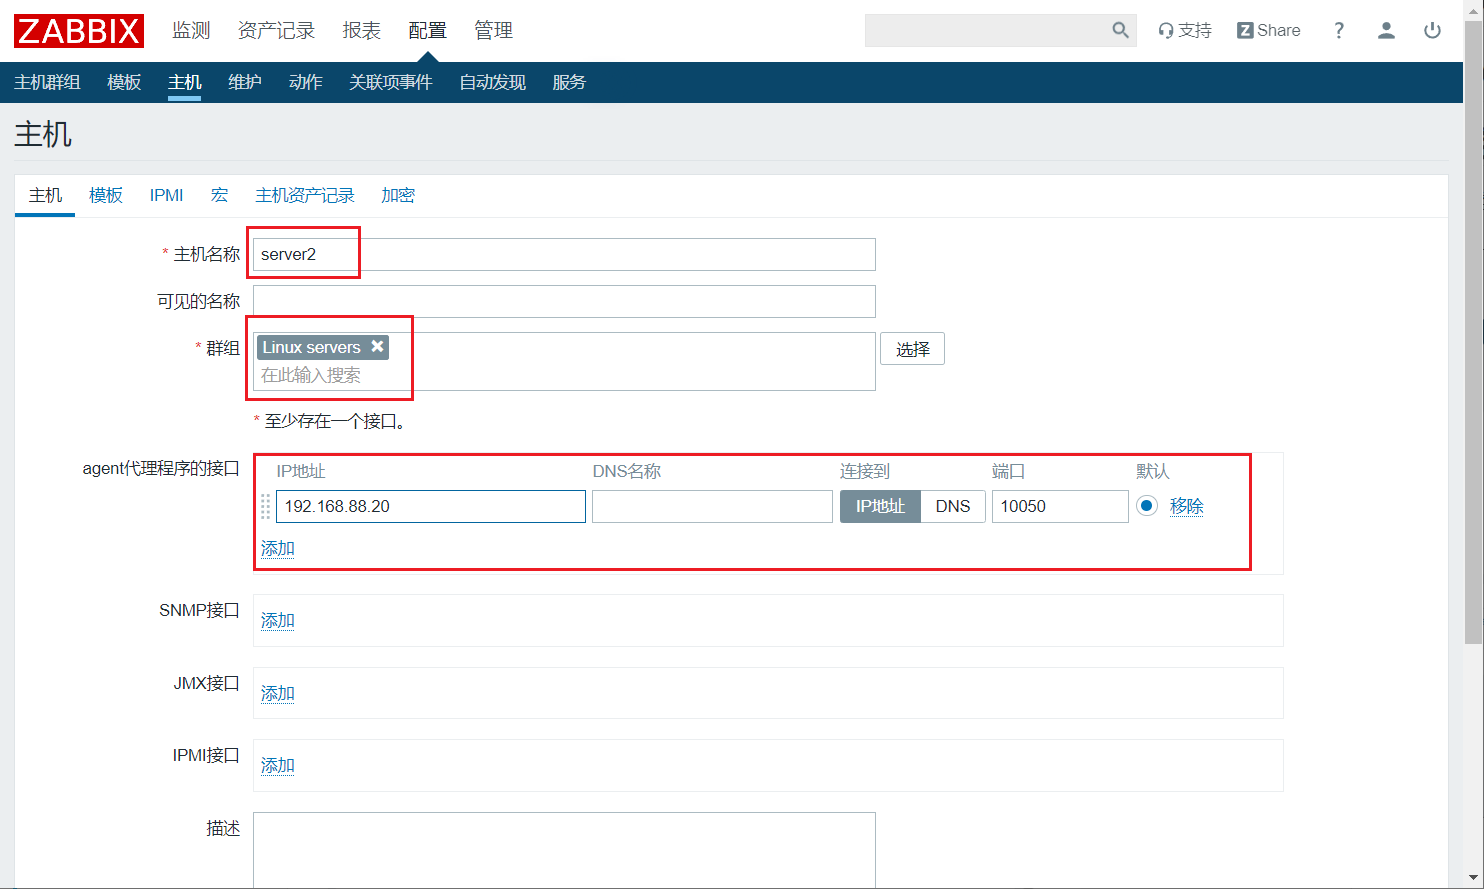 ZABBIX 监测 资产记录 报表 配置 管理 支持 Z Share ?
主机群组 模板 主机 维护 动作 关联项事件 自动发现 服务
主机
主机 模板 IPMI 宏 主机资产记录 加密
* 主机名称 server2
可见的名称
* 群组 Linux servers ✖ 选择
在此输入搜索
* 至少存在一个接口。
agent代理程序的接口 IP地址 DNS名称 连接到 端口 默认
192.168.88.20 IP地址 DNS 10050 移除
添加
SNMP接口 添加
JMX接口 添加
IPMI接口 添加
描述